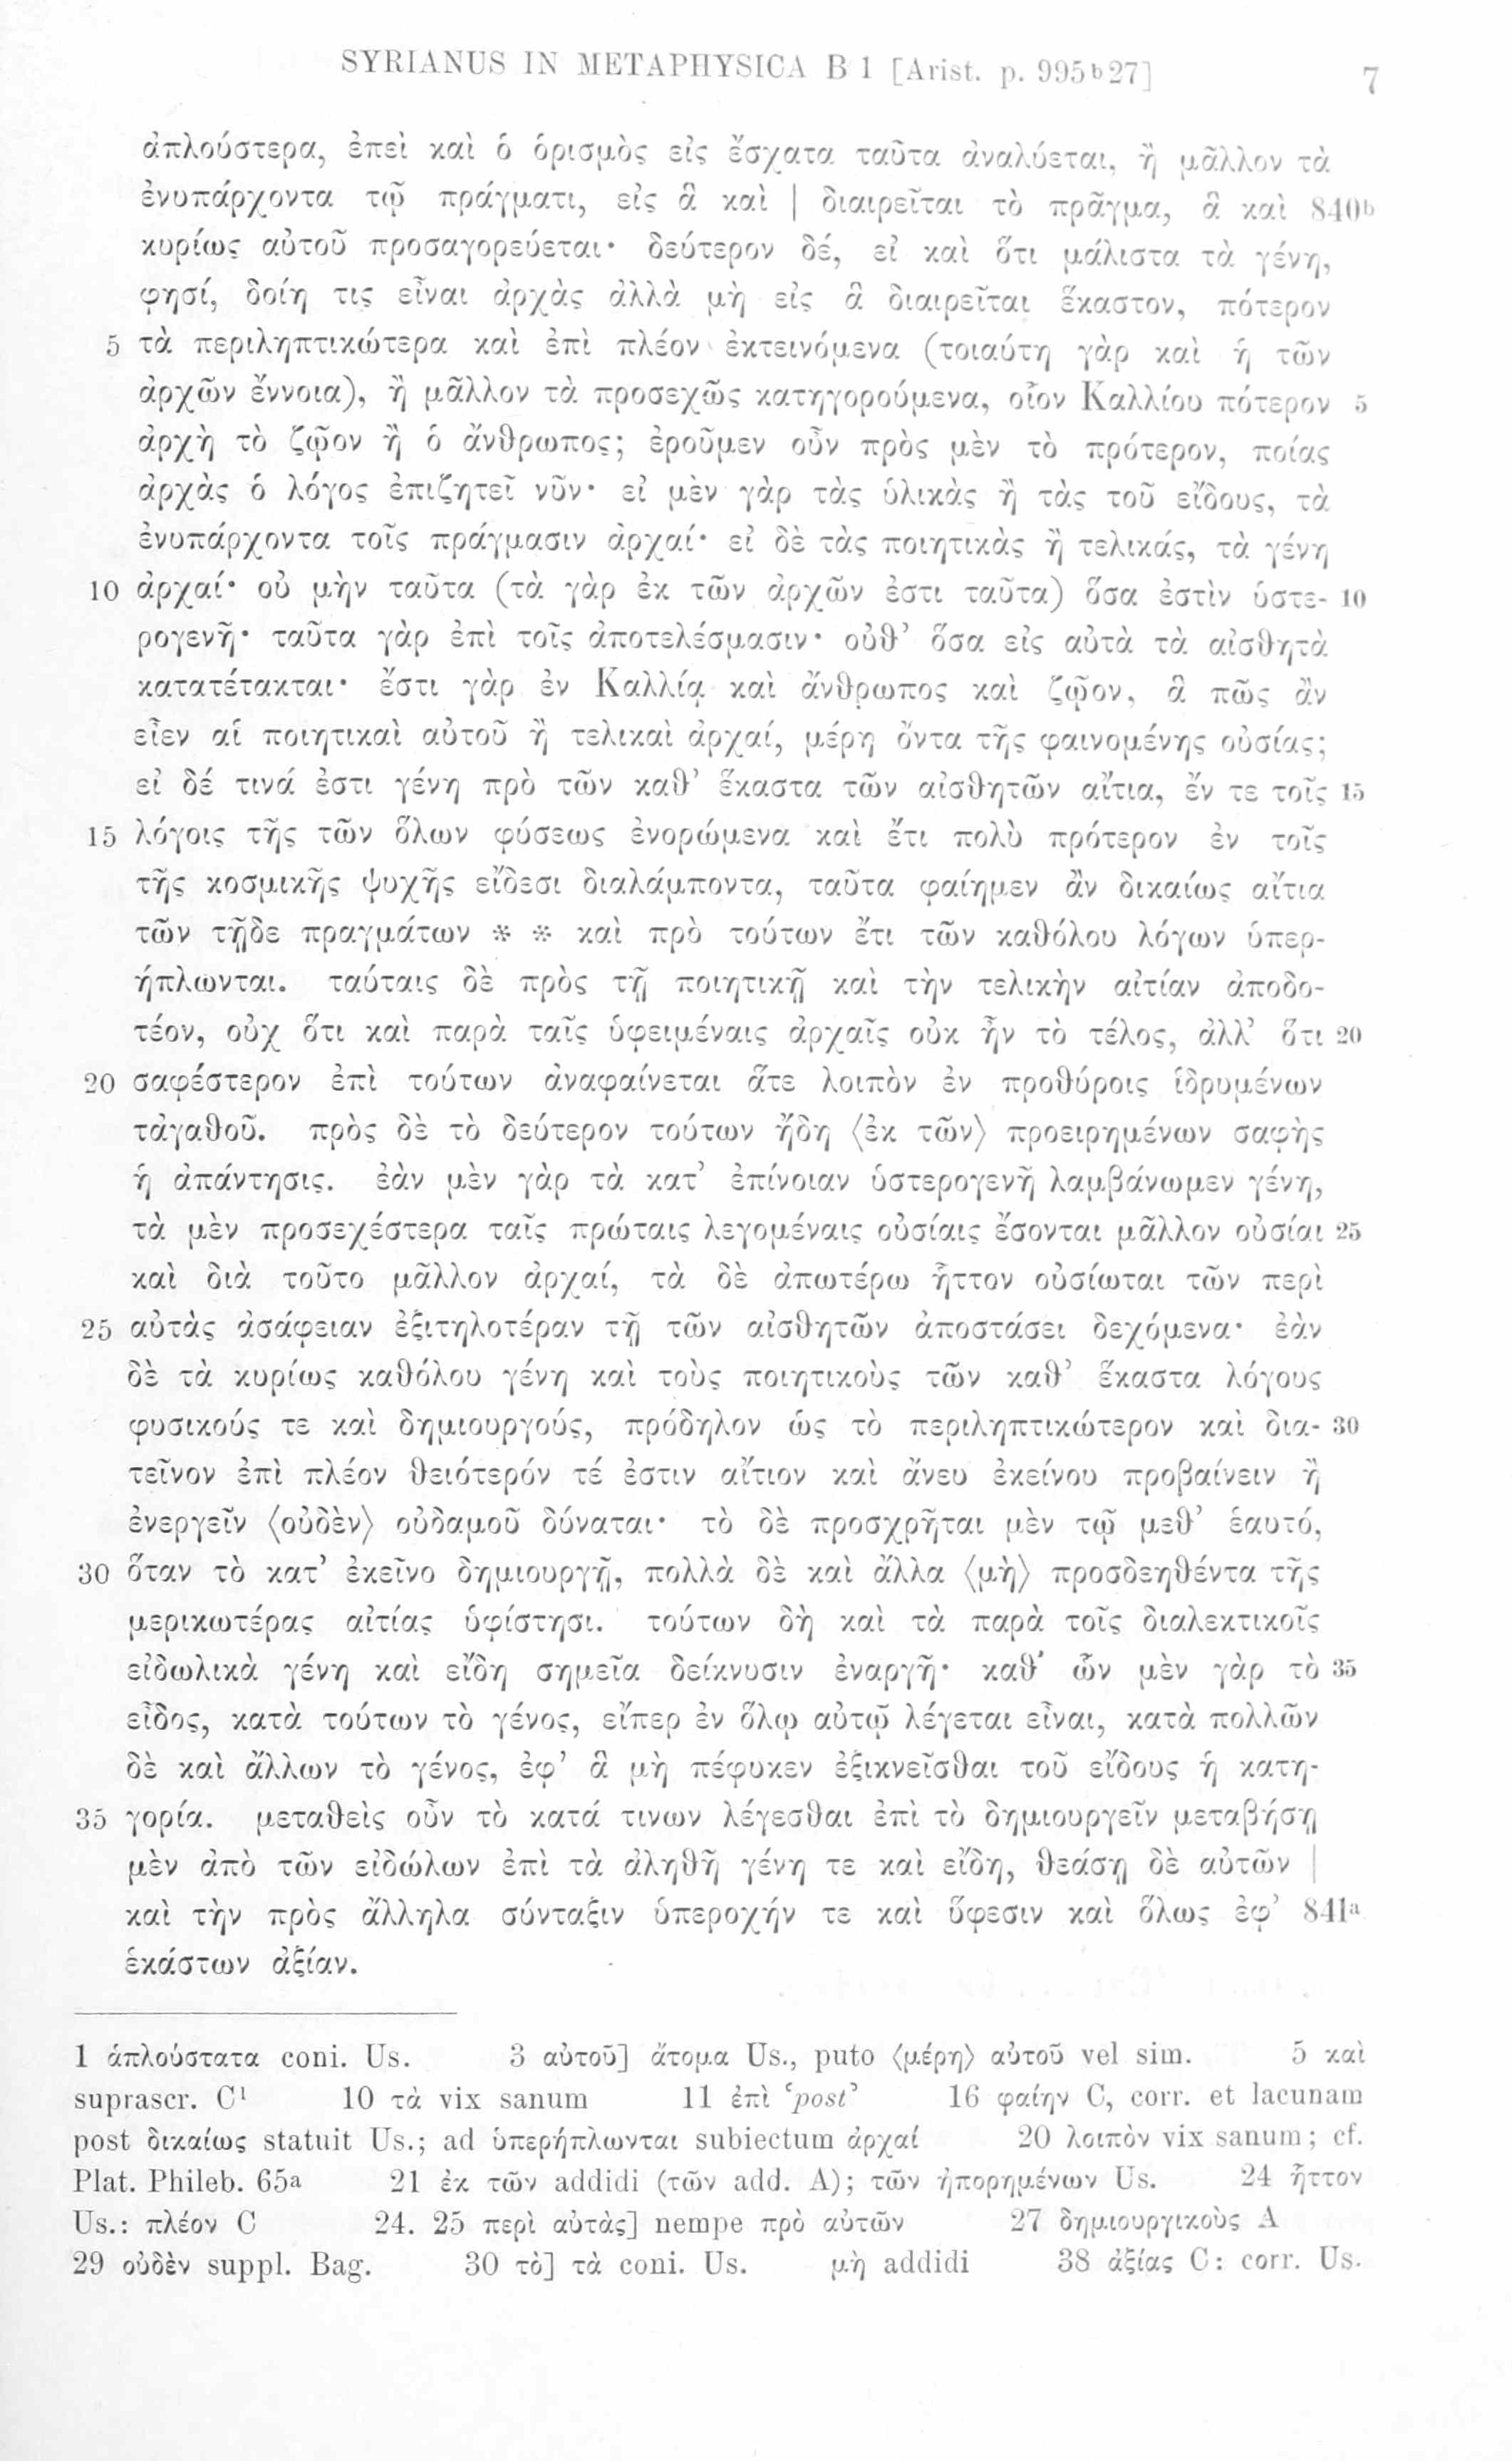 SYRIANUS IN METAPHYSICA B 1 [Arist. p. 995b27] 7
ἁπλούστερα, ἐπεὶ καὶ ὁ ὁρισμὸς εἰς ἔσχατα ταῦτα ἀναλύεται, ἢ μᾶλλον τὰ
ἐνυπάρχοντα τῷ πράγματι, εἰς ἃ καὶ | διαιρεῖται τὸ πρᾶγμα, ἃ καὶ 840b
κυρίως αὐτοῦ προσαγορεύεται· δεύτερον δέ, εἰ καὶ ὅτι μάλιστα τὰ γένη,
φησί, δοίη τις εἶναι ἀρχὰς ἀλλὰ μὴ εἰς ἃ διαιρεῖται ἕκαστον, πότερον
5 τὰ περιληπτικώτερα καὶ ἐπὶ πλέον ἐκτεινόμενα (τοιαύτη γὰρ καὶ ἡ τῶν
ἀρχῶν ἔννοια), ἢ μᾶλλον τὰ προσεχῶς κατηγορούμενα, οἷον Καλλίου πότερον 5
ἀρχὴ τὸ ζῷον ἢ ὁ ἄνθρωπος; ἐροῦμεν οὖν πρὸς μὲν τὸ πρότερον, ποίας
ἀρχὰς ὁ λόγος ἐπιζητεῖ νῦν· εἰ μὲν γὰρ τὰς ὑλικὰς ἢ τὰς τοῦ εἴδους, τὰ
ἐνυπάρχοντα τοῖς πράγμασιν ἀρχαί· εἰ δὲ τὰς ποιητικὰς ἢ τελικάς, τὰ γένη
10 ἀρχαί· οὐ μὴν ταῦτα (τὰ γὰρ ἐκ τῶν ἀρχῶν ἐστι ταῦτα) ὅσα ἐστὶν ὑστε- 10
ρογενῆ· ταῦτα γὰρ ἐπὶ τοῖς ἀποτελέσμασιν· οὐθ’ ὅσα εἰς αὐτὰ τὰ αἰσθητὰ
κατατέτακται· ἔστι γὰρ ἐν Καλλίᾳ καὶ ἄνθρωπος καὶ ζῷον, ἃ πῶς ἂν
εἶεν αἱ ποιητικαὶ αὐτοῦ ἢ τελικαὶ ἀρχαί, μέρη ὄντα τῆς φαινομένης οὐσίας;
εἰ δέ τινά ἐστι γένη πρὸ τῶν καθ’ ἕκαστα τῶν αἰσθητῶν αἴτια, ἔν τε τοῖς 15
15 λόγοις τῆς τῶν ὅλων φύσεως ἐνορώμενα καὶ ἔτι πολὺ πρότερον ἐν τοῖς
τῆς κοσμικῆς ψυχῆς εἴδεσι διαλάμποντα, ταῦτα φαίημεν ἂν δικαίως αἴτια
τῶν τῇδε πραγμάτων * * καὶ πρὸ τούτων ἔτι τῶν καθόλου λόγων ὑπερ-
ήπλωνται. ταύταις δὲ πρὸς τῇ ποιητικῇ καὶ τὴν τελικὴν αἰτίαν ἀποδο-
τέον, οὐχ ὅτι καὶ παρὰ ταῖς ὑφειμέναις ἀρχαῖς οὐκ ἦν τὸ τέλος, ἀλλ’ ὅτι 20
20 σαφέστερον ἐπὶ τούτων ἀναφαίνεται ἅτε λοιπὸν ἐν προθύροις ἱδρυμένων
τἀγαθοῦ. πρὸς δὲ τὸ δεύτερον τούτων ἤδη ⟨ἐκ τῶν⟩ προειρημένων σαφὴς
ἡ ἀπάντησις. ἐὰν μὲν γὰρ τὰ κατ’ ἐπίνοιαν ὑστερογενῆ λαμβάνωμεν γένη,
τὰ μὲν προσεχέστερα ταῖς πρώταις λεγομέναις οὐσίαις ἔσονται μᾶλλον οὐσίαι 25
καὶ διὰ τοῦτο μᾶλλον ἀρχαί, τὰ δὲ ἀπωτέρω ἧττον οὐσίωται τῶν περὶ
25 αὐτὰς ἀσάφειαν ἐξιτηλοτέραν τῇ τῶν αἰσθητῶν ἀποστάσει δεχόμενα· ἐὰν
δὲ τὰ κυρίως καθόλου γένη καὶ τοὺς ποιητικοὺς τῶν καθ’ ἕκαστα λόγους
φυσικούς τε καὶ δημιουργούς, πρόδηλον ὡς τὸ περιληπτικώτερον καὶ δια- 30
τεῖνον ἐπὶ πλέον θειότερόν τέ ἐστιν αἴτιον καὶ ἄνευ ἐκείνου προβαίνειν ἢ
ἐνεργεῖν ⟨οὐδὲν⟩ οὐδαμοῦ δύναται· τὸ δὲ προσχρῆται μὲν τῷ μεθ’ ἑαυτό,
30 ὅταν τὸ κατ’ ἐκεῖνο δημιουργῇ, πολλὰ δὲ καὶ ἄλλα ⟨μὴ⟩ προσδεηθέντα τῆς
μερικωτέρας αἰτίας ὑφίστησι. τούτων δὴ καὶ τὰ παρὰ τοῖς διαλεκτικοῖς
εἰδωλικὰ γένη καὶ εἴδη σημεῖα δείκνυσιν ἐναργῆ· καθ’ ὧν μὲν γὰρ τὸ 35
εἶδος, κατὰ τούτων τὸ γένος, εἴπερ ἐν ὅλῳ αὐτῷ λέγεται εἶναι, κατὰ πολλῶν
δὲ καὶ ἄλλων τὸ γένος, ἐφ’ ἃ μὴ πέφυκεν ἐξικνεῖσθαι τοῦ εἴδους ἡ κατη-
35 γορία. μεταθεὶς οὖν τὸ κατά τινων λέγεσθαι ἐπὶ τὸ δημιουργεῖν μεταβήσῃ
μὲν ἀπὸ τῶν εἰδώλων ἐπὶ τὰ ἀληθῆ γένη τε καὶ εἴδη, θεάσῃ δὲ αὐτῶν |
καὶ τὴν πρὸς ἄλληλα σύνταξιν ὑπεροχήν τε καὶ ὕφεσιν καὶ ὅλως ἐφ’ 841a
ἑκάστων ἀξίαν.
1 ἁπλούστατα coni. Us. 3 αὐτοῦ] ἄτομα Us., puto ⟨μέρη⟩ αὐτοῦ vel sim. 5 καὶ
suprascr. C¹ 10 τὰ vix sanum 11 ἐπὶ ‘post’ 16 φαίην C, corr. et lacunam
post δικαίως statuit Us.; ad ὑπερήπλωνται subiectum ἀρχαί 20 λοιπὸν vix sanum; cf.
Plat. Phileb. 65a 21 ἐκ τῶν addidi (τῶν add. A); τῶν ἠπορημένων Us. 24 ἧττον
Us.: πλέον C 24. 25 περὶ αὐτὰς] nempe πρὸ αὐτῶν 27 δημιουργικοὺς A
29 οὐδὲν suppl. Bag. 30 τὸ] τὰ coni. Us. μὴ addidi 38 ἀξίας C: corr. Us.